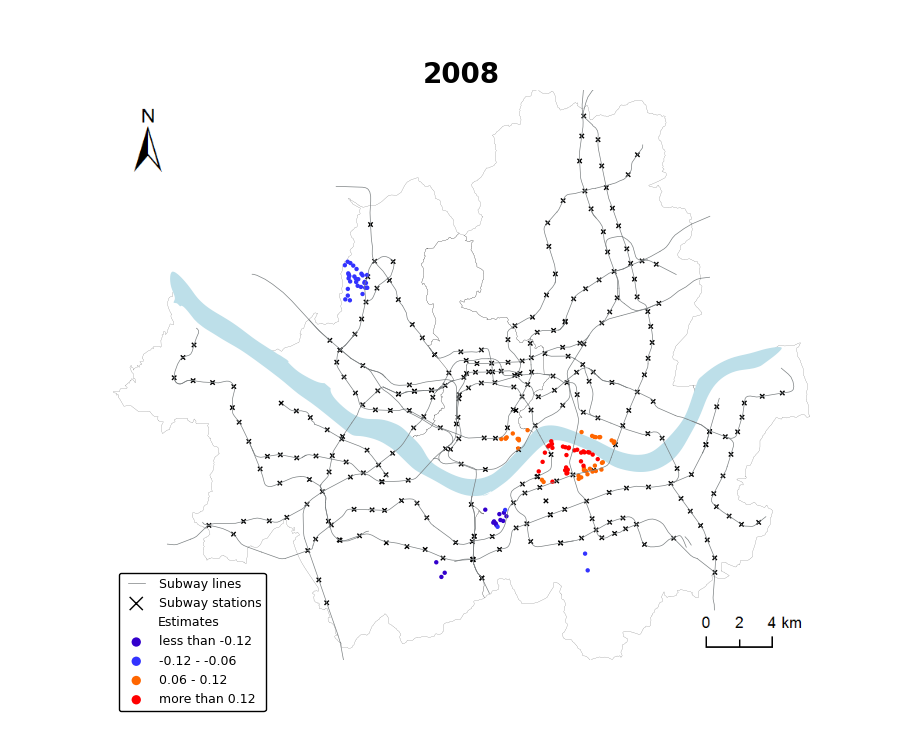 2008
N
Subway lines
Subway stations
Estimates
less than -0.12
-0.12 - -0.06
0.06 - 0.12
more than 0.12
0 2 4 km